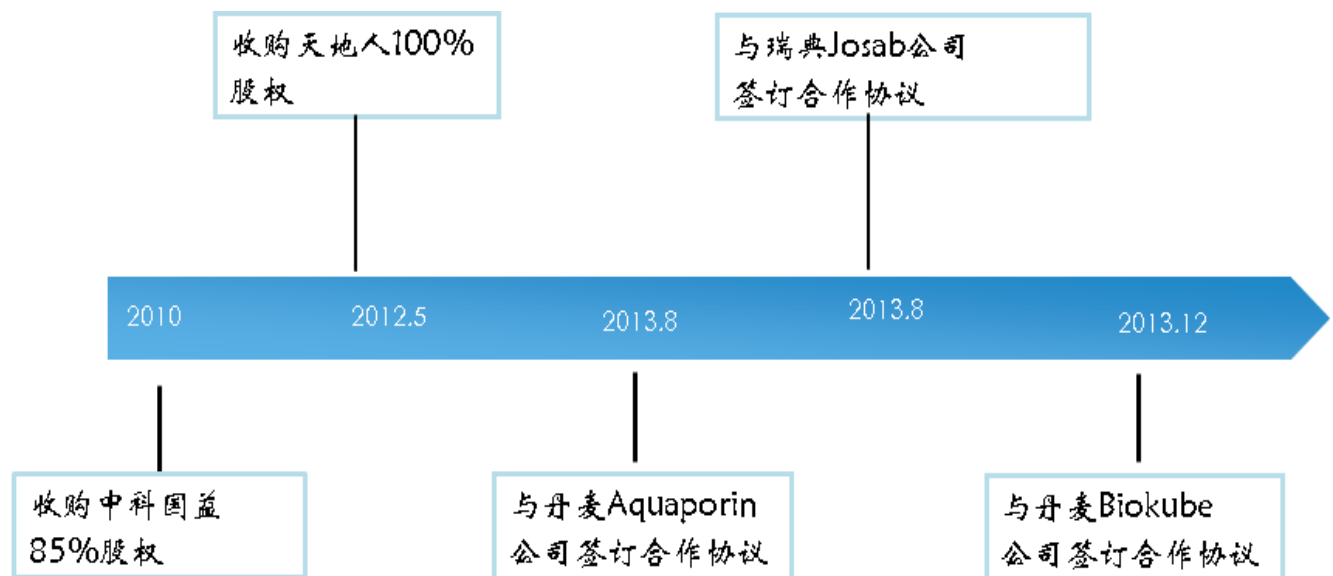 收购天地人100%
股权
与瑞典Josab公司
签订合作协议
2010
2012.5
2013.8
2013.8
2013.12
收购中科国益
85%股权
与丹麦Aquaporin
公司签订合作协议
与丹麦Biokube
公司签订合作协议